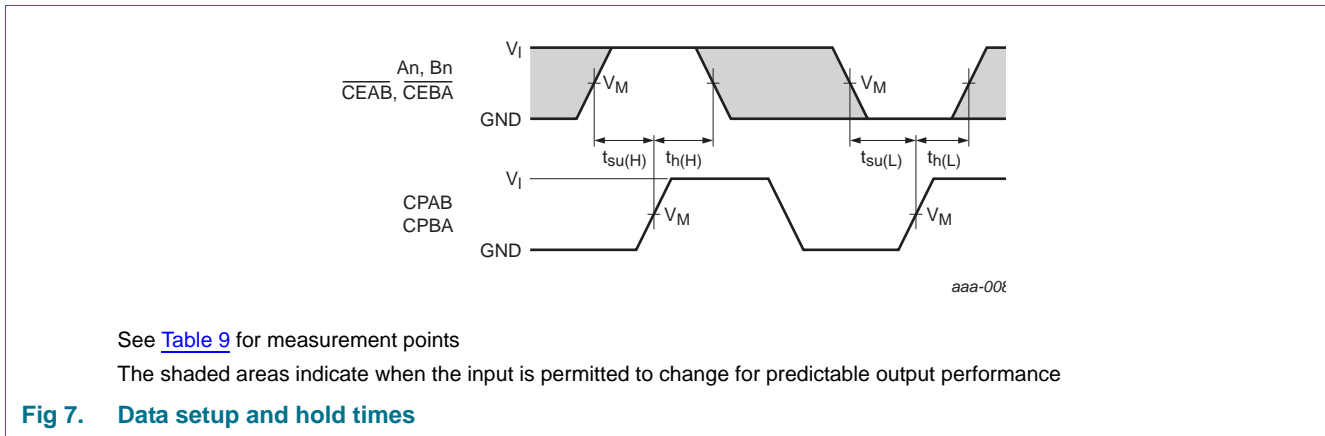 VI
An, Bn
CEAB, CEBA
VM
VM
GND
tsu(H)
th(H)
tsu(L)
th(L)
VI
CPAB
CPBA
VM
VM
GND
aaa-008
See Table 9 for measurement points
The shaded areas indicate when the input is permitted to change for predictable output performance
Fig 7. Data setup and hold times